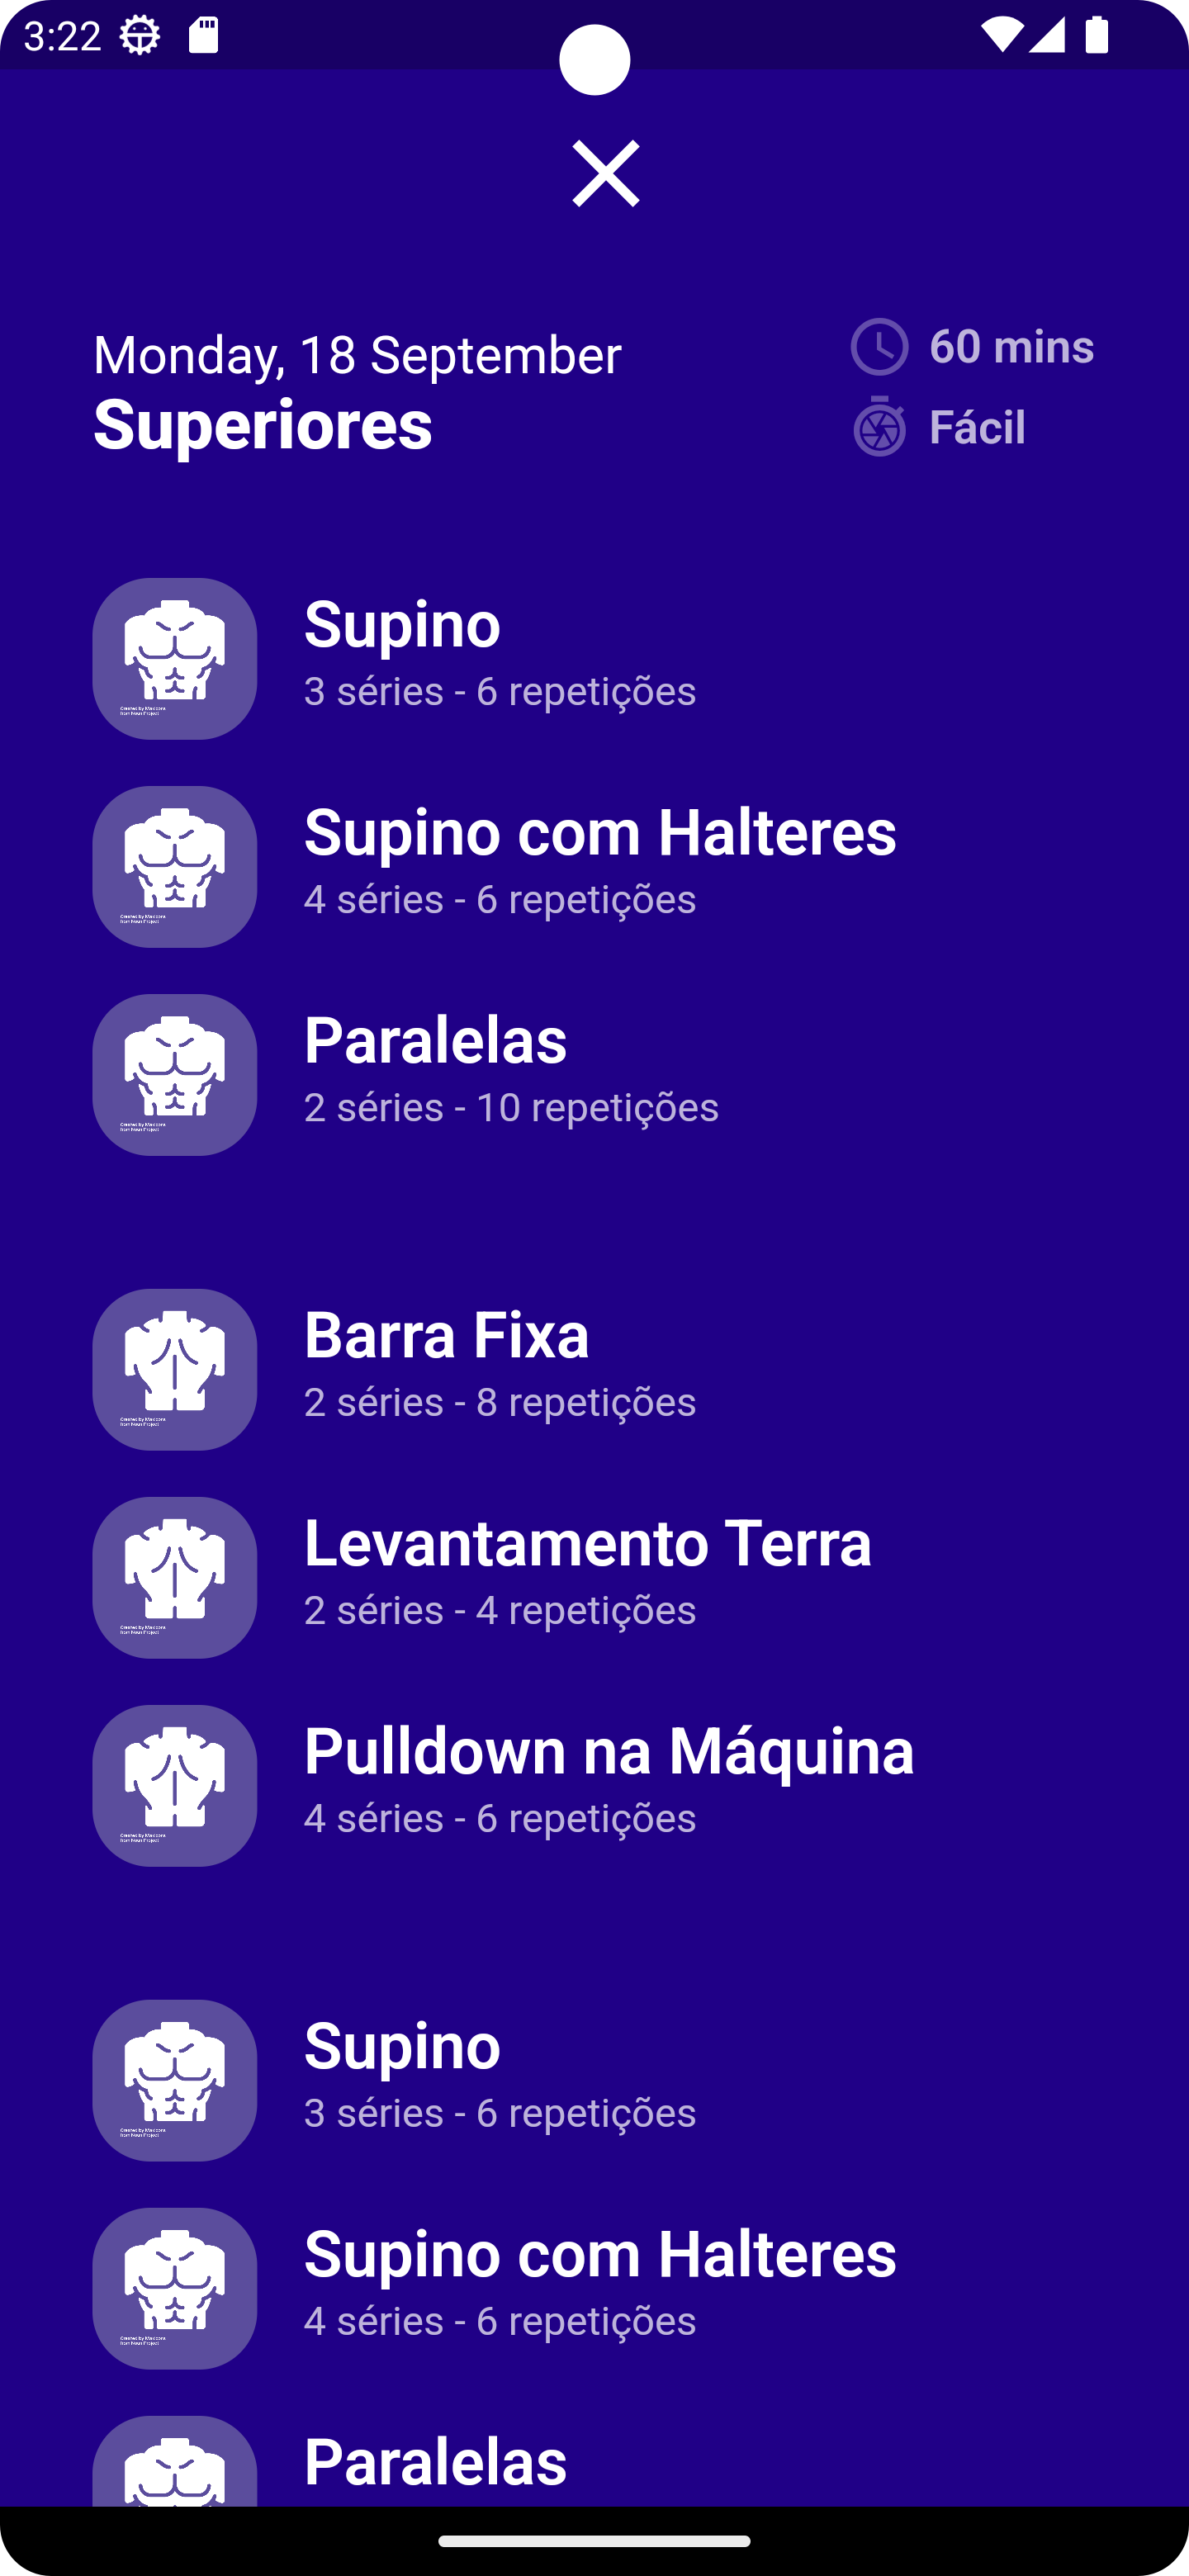 3:22
Monday, 18 September
Superiores
60 mins
Fácil
Supino
3 séries - 6 repetições
Supino com Halteres
4 séries - 6 repetições
Paralelas
2 séries - 10 repetições
Barra Fixa
2 séries - 8 repetições
Levantamento Terra
2 séries - 4 repetições
Pulldown na Máquina
4 séries - 6 repetições
Supino
3 séries - 6 repetições
Supino com Halteres
4 séries - 6 repetições
Paralelas